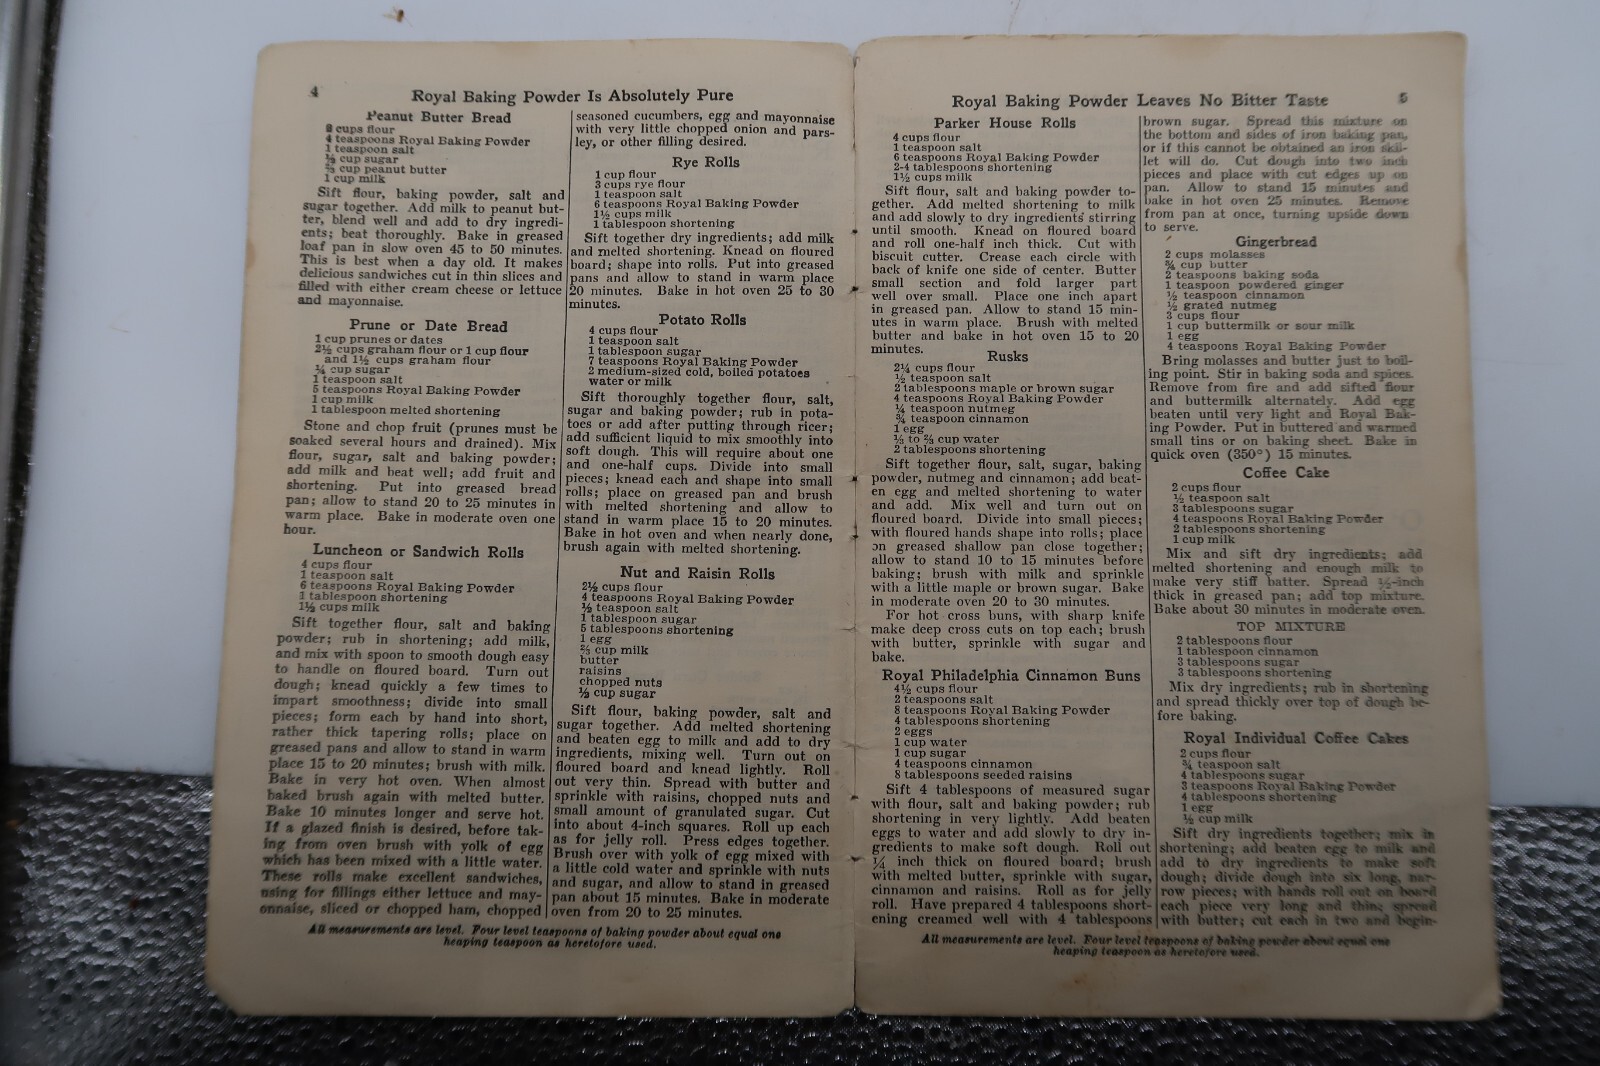 4
Royal Baking Powder Is Absolutely Pure
Peanut Butter Bread
2 cups flour
4 teaspoons Royal Baking Powder
1 teaspoon salt
½ cup sugar
⅔ cup peanut butter
1 cup milk
Sift flour, baking powder, salt and
sugar together. Add milk to peanut but-
ter, blend well and add to dry ingredi-
ents; beat thoroughly. Bake in greased
loaf pan in slow oven 45 to 50 minutes.
This is best when a day old. It makes
delicious sandwiches cut in thin slices and
filled with either cream cheese or lettuce
and mayonnaise.
Prune or Date Bread
1 cup prunes or dates
2½ cups graham flour or 1 cup flour
and 1½ cups graham flour
¼ cup sugar
1 teaspoon salt
5 teaspoons Royal Baking Powder
1 cup milk
1 tablespoon melted shortening
Stone and chop fruit (prunes must be
soaked several hours and drained). Mix
flour, sugar, salt and baking powder;
add milk and beat well; add fruit and
shortening. Put into greased bread
pan; allow to stand 20 to 25 minutes in
warm place. Bake in moderate oven one
hour.
Luncheon or Sandwich Rolls
4 cups flour
1 teaspoon salt
6 teaspoons Royal Baking Powder
1 tablespoon shortening
1½ cups milk
Sift together flour, salt and baking
powder; rub in shortening; add milk,
and mix with spoon to smooth dough easy
to handle on floured board. Turn out
dough; knead quickly a few times to
impart smoothness; divide into small
pieces; form each by hand into short,
rather thick tapering rolls; place on
greased pans and allow to stand in warm
place 15 to 20 minutes; brush with milk.
Bake in very hot oven. When almost
baked brush again with melted butter.
Bake 10 minutes longer and serve hot.
If a glazed finish is desired, before tak-
ing from oven brush with yolk of egg
which has been mixed with a little water.
These rolls make excellent sandwiches,
using for fillings either lettuce and may-
onnaise, sliced or chopped ham, chopped
seasoned cucumbers, egg and mayonnaise
with very little chopped onion and pars-
ley, or other filling desired.
Rye Rolls
1 cup flour
3 cups rye flour
1 teaspoon salt
6 teaspoons Royal Baking Powder
1½ cups milk
1 tablespoon shortening
Sift together dry ingredients; add milk
and melted shortening. Knead on floured
board; shape into rolls. Put into greased
pans and allow to stand in warm place
20 minutes. Bake in hot oven 25 to 30
minutes.
Potato Rolls
4 cups flour
1 teaspoon salt
1 tablespoon sugar
7 teaspoons Royal Baking Powder
2 medium-sized cold, boiled potatoes
water or milk
Sift thoroughly together flour, salt,
sugar and baking powder; rub in pota-
toes or add after putting through ricer;
add sufficient liquid to mix smoothly into
soft dough. This will require about one
and one-half cups. Divide into small
pieces; knead each and shape into small
rolls; place on greased pan and brush
with melted shortening and allow to
stand in warm place 15 to 20 minutes.
Bake in hot oven and when nearly done,
brush again with melted shortening.
Nut and Raisin Rolls
2½ cups flour
4 teaspoons Royal Baking Powder
½ teaspoon salt
1 tablespoon sugar
5 tablespoons shortening
1 egg
⅔ cup milk
butter
raisins
chopped nuts
⅓ cup sugar
Sift flour, baking powder, salt and
sugar together. Add melted shortening
and beaten egg to milk and add to dry
ingredients, mixing well. Turn out on
floured board and knead lightly. Roll
out very thin. Spread with butter and
sprinkle with raisins, chopped nuts and
small amount of granulated sugar. Cut
into about 4-inch squares. Roll up each
as for jelly roll. Press edges together.
Brush over with yolk of egg mixed with
a little cold water and sprinkle with nuts
and sugar, and allow to stand in greased
pan about 15 minutes. Bake in moderate
oven from 20 to 25 minutes.
All measurements are level. Four level teaspoons of baking powder about equal one
heaping teaspoon as heretofore used.
Royal Baking Powder Leaves No Bitter Taste
5
Parker House Rolls
4 cups flour
1 teaspoon salt
6 teaspoons Royal Baking Powder
2-4 tablespoons shortening
1½ cups milk
Sift flour, salt and baking powder to-
gether. Add melted shortening to milk
and add slowly to dry ingredients stirring
until smooth. Knead on floured board
and roll one-half inch thick. Cut with
biscuit cutter. Crease each circle with
back of knife one side of center. Butter
small section and fold larger part
well over small. Place one inch apart
in greased pan. Allow to stand 15 min-
utes in warm place. Brush with melted
butter and bake in hot oven 15 to 20
minutes.
Rusks
2¼ cups flour
½ teaspoon salt
2 tablespoons maple or brown sugar
4 teaspoons Royal Baking Powder
¼ teaspoon nutmeg
¾ teaspoon cinnamon
1 egg
½ to ⅔ cup water
2 tablespoons shortening
Sift together flour, salt, sugar, baking
powder, nutmeg and cinnamon; add beat-
en egg and melted shortening to water
and add. Mix well and turn out on
floured board. Divide into small pieces;
with floured hands shape into rolls; place
on greased shallow pan close together;
allow to stand 10 to 15 minutes before
baking; brush with milk and sprinkle
with a little maple or brown sugar. Bake
in moderate oven 20 to 30 minutes.
For hot cross buns, with sharp knife
make deep cross cuts on top each; brush
with butter, sprinkle with sugar and
bake.
Royal Philadelphia Cinnamon Buns
4½ cups flour
2 teaspoons salt
8 teaspoons Royal Baking Powder
4 tablespoons shortening
2 eggs
1 cup water
1 cup sugar
4 teaspoons cinnamon
8 tablespoons seeded raisins
Sift 4 tablespoons of measured sugar
with flour, salt and baking powder; rub
shortening in very lightly. Add beaten
eggs to water and add slowly to dry in-
gredients to make soft dough. Roll out
¼ inch thick on floured board; brush
with melted butter, sprinkle with sugar,
cinnamon and raisins. Roll as for jelly
roll. Have prepared 4 tablespoons short-
ening creamed well with 4 tablespoons
brown sugar. Spread this mixture on
the bottom and sides of iron baking pan,
or if this cannot be obtained an iron skil-
let will do. Cut dough into two inch
pieces and place with cut edges up on
pan. Allow to stand 15 minutes and
bake in hot oven 25 minutes. Remove
from pan at once, turning upside down
to serve.
Gingerbread
2 cups molasses
¾ cup butter
2 teaspoons baking soda
1 teaspoon powdered ginger
½ teaspoon cinnamon
½ grated nutmeg
3 cups flour
1 cup buttermilk or sour milk
1 egg
4 teaspoons Royal Baking Powder
Bring molasses and butter just to boil-
ing point. Stir in baking soda and spices.
Remove from fire and add sifted flour
and buttermilk alternately. Add egg
beaten until very light and Royal Bak-
ing Powder. Put in buttered and warmed
small tins or on baking sheet. Bake in
quick oven (350°) 15 minutes.
Coffee Cake
2 cups flour
½ teaspoon salt
3 tablespoons sugar
4 teaspoons Royal Baking Powder
2 tablespoons shortening
1 cup milk
Mix and sift dry ingredients; add
melted shortening and enough milk to
make very stiff batter. Spread ½-inch
thick in greased pan; add top mixture.
Bake about 30 minutes in moderate oven.
TOP MIXTURE
2 tablespoons flour
1 tablespoon cinnamon
3 tablespoons sugar
3 tablespoons shortening
Mix dry ingredients; rub in shortening
and spread thickly over top of dough be-
fore baking.
Royal Individual Coffee Cakes
2 cups flour
¾ teaspoon salt
4 tablespoons sugar
3 teaspoons Royal Baking Powder
4 tablespoons shortening
1 egg
½ cup milk
Sift dry ingredients together; mix in
shortening; add beaten egg to milk and
add to dry ingredients to make soft
dough; divide dough into six long, nar-
row pieces; with hands roll out on board
each piece very long and thin; spread
with butter; cut each in two and begin-
All measurements are level. Four level teaspoons of baking powder about equal one
heaping teaspoon as heretofore used.